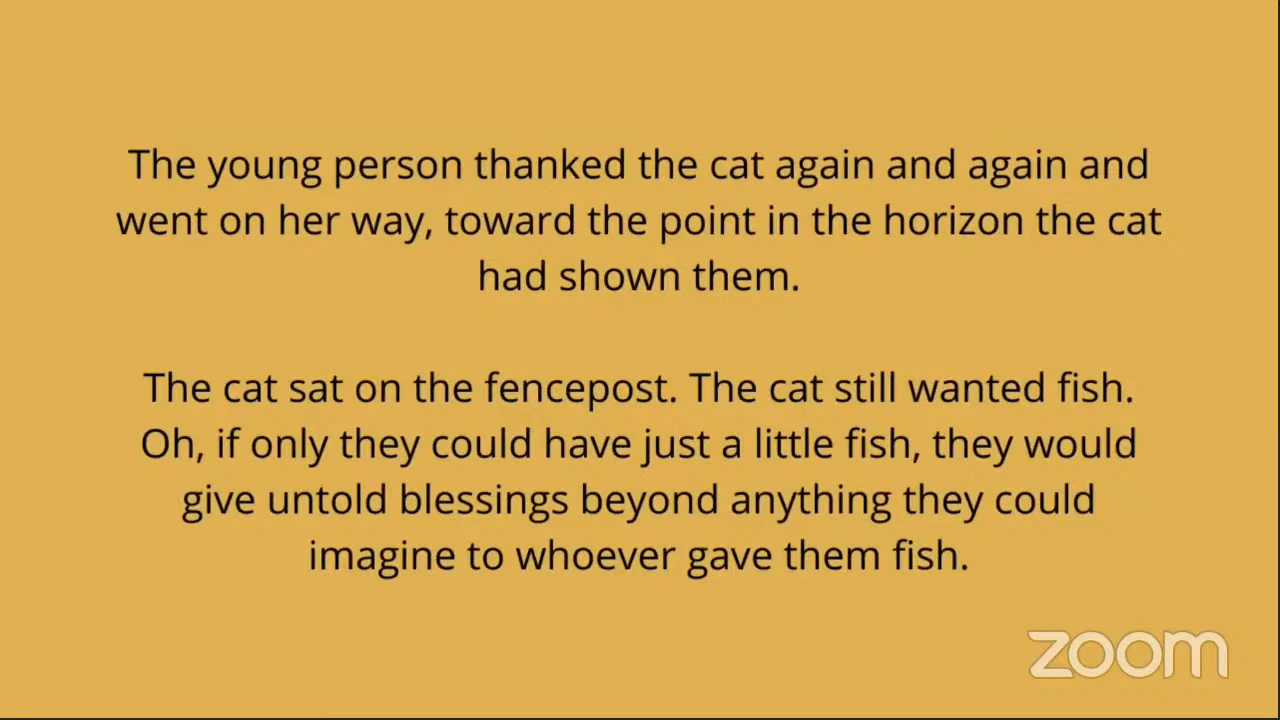 The young person thanked the cat again and again and
went on her way, toward the point in the horizon the cat
had shown them.
The cat sat on the fencepost. The cat still wanted fish.
Oh, if only they could have just a little fish, they would
give untold blessings beyond anything they could
imagine to whoever gave them fish.
zoom